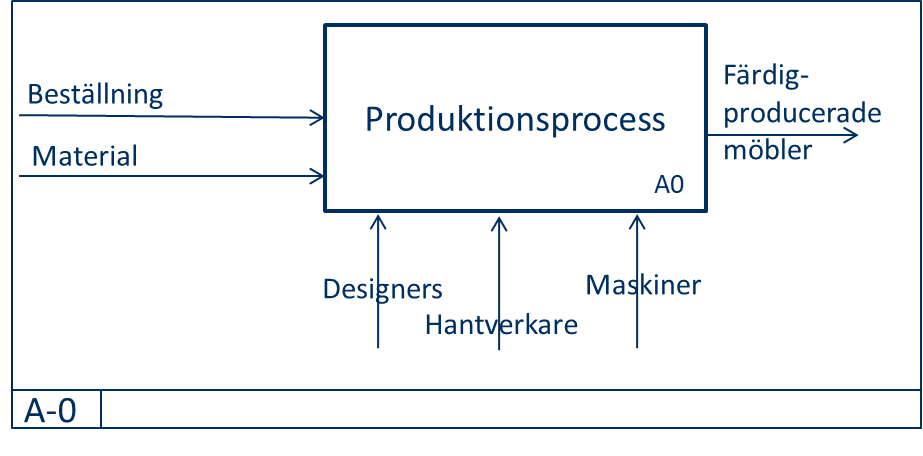 Beställning
Material
Produktionsprocess
A0
Färdig-
producerade
möbler
Designers
Hantverkare
Maskiner
A-0